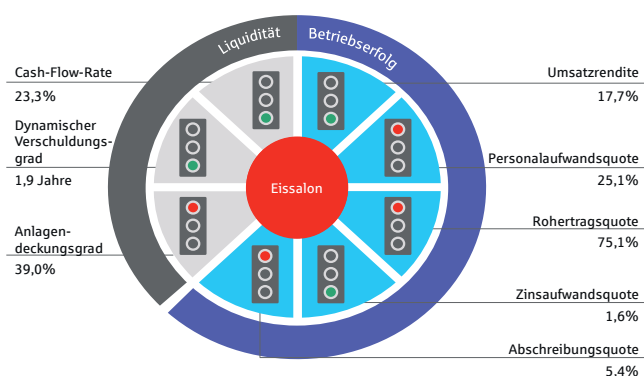 Liquidität
Betriebserfolg
Cash-Flow-Rate
23,3%
Dynamischer
Verschuldungs-
grad
1,9 Jahre
Anlagen-
deckungsgrad
39,0%
Eissalon
Umsatzrendite
17,7%
Personalaufwandsquote
25,1%
Rohertragsquote
75,1%
Zinsaufwandsquote
1,6%
Abschreibungsquote
5,4%